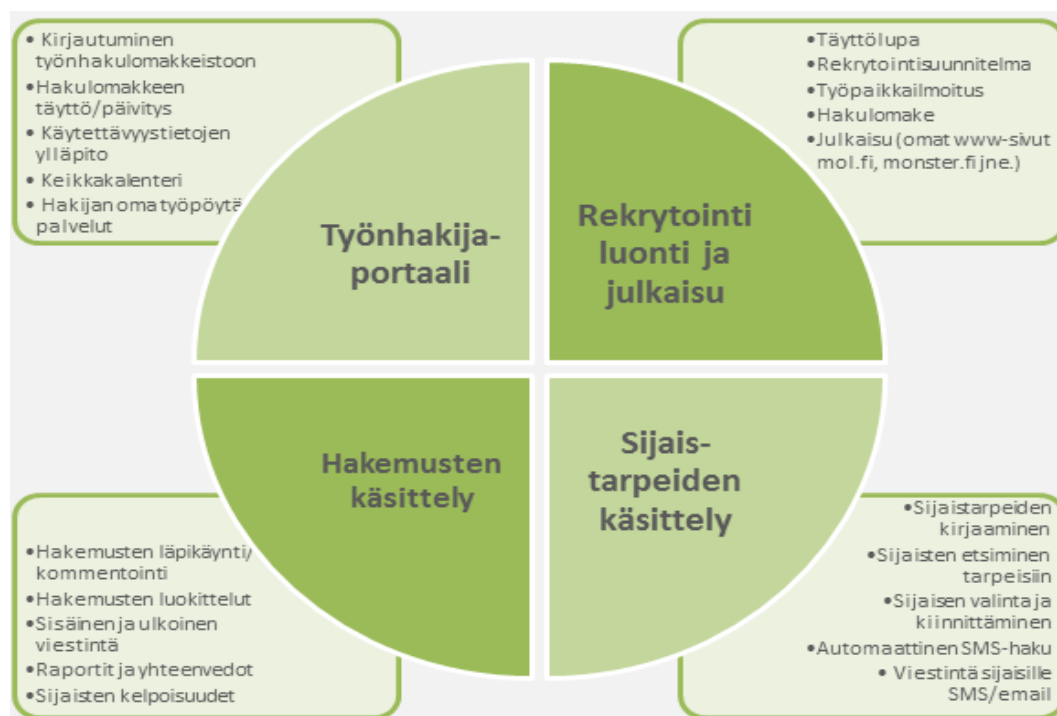 • Kirjautuminen
työnhakulomakkeistoon
•Hakulomakkeen
täyttö/päivitys
• Käytettävyystietojen
ylläpito
• Keikkakalenteri
• Hakijan oma työpöytä
palvelut
•Täyttölupa
•Rekrytointisuunnitelma
•Työpaikkailmoitus
•Hakulomake
•Julkaisu (omat www-sivut
mol.fi, monster.fi jne.)
Työnhakija-
portaali
Rekrytointi
luonti ja
julkaisu
Hakemusten
käsittely
Sijais-
tarpeiden
käsittely
•Hakemusten läpikäynti/
kommentointi
•Hakemusten luokittelut
•Sisäinen ja ulkoinen
viestintä
•Raportit ja yhteenvedot
•Sijaisten kelpoisuudet
•Sijaistarpeiden
kirjaaminen
•Sijaisten etsiminen
tarpeisiin
•Sijaisen valinta ja
kiinnittäminen
•Automaattinen SMS-haku
• Viestintä sijaisille
SMS/email